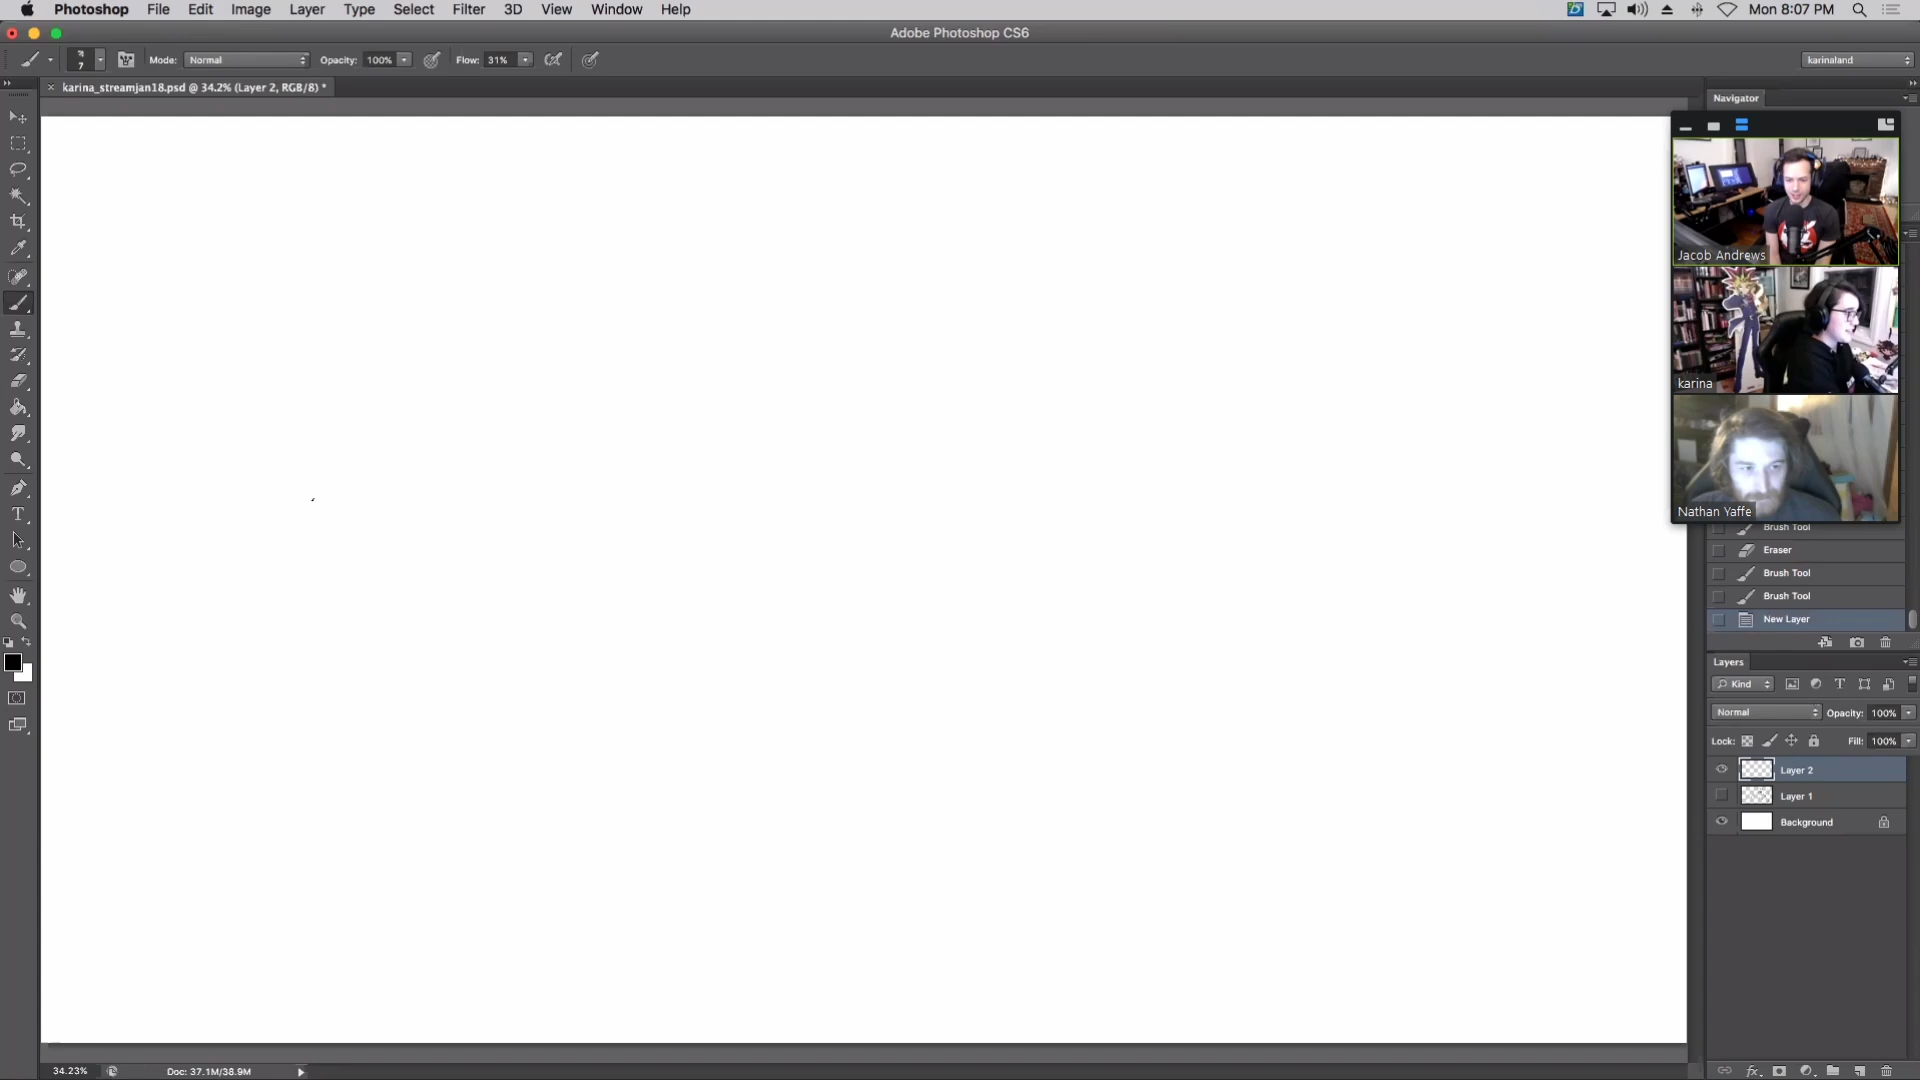 Photoshop File Edit Image Layer Type Select Filter 3D View Window Help Mon 8:07 PM
Adobe Photoshop CS6
7 Mode: Normal Opacity: 100% Flow: 31% karinaland
karina_streamjan18.psd @ 34.2% (Layer 2, RGB/8) *
Navigator
Jacob Andrews
karina
Nathan Yaffe
Brush Tool
Eraser
Brush Tool
Brush Tool
New Layer
Layers
Kind
Normal Opacity: 100%
Lock: Fill: 100%
Layer 2
Layer 1
Background
34.23% Doc: 37.1M/38.9M